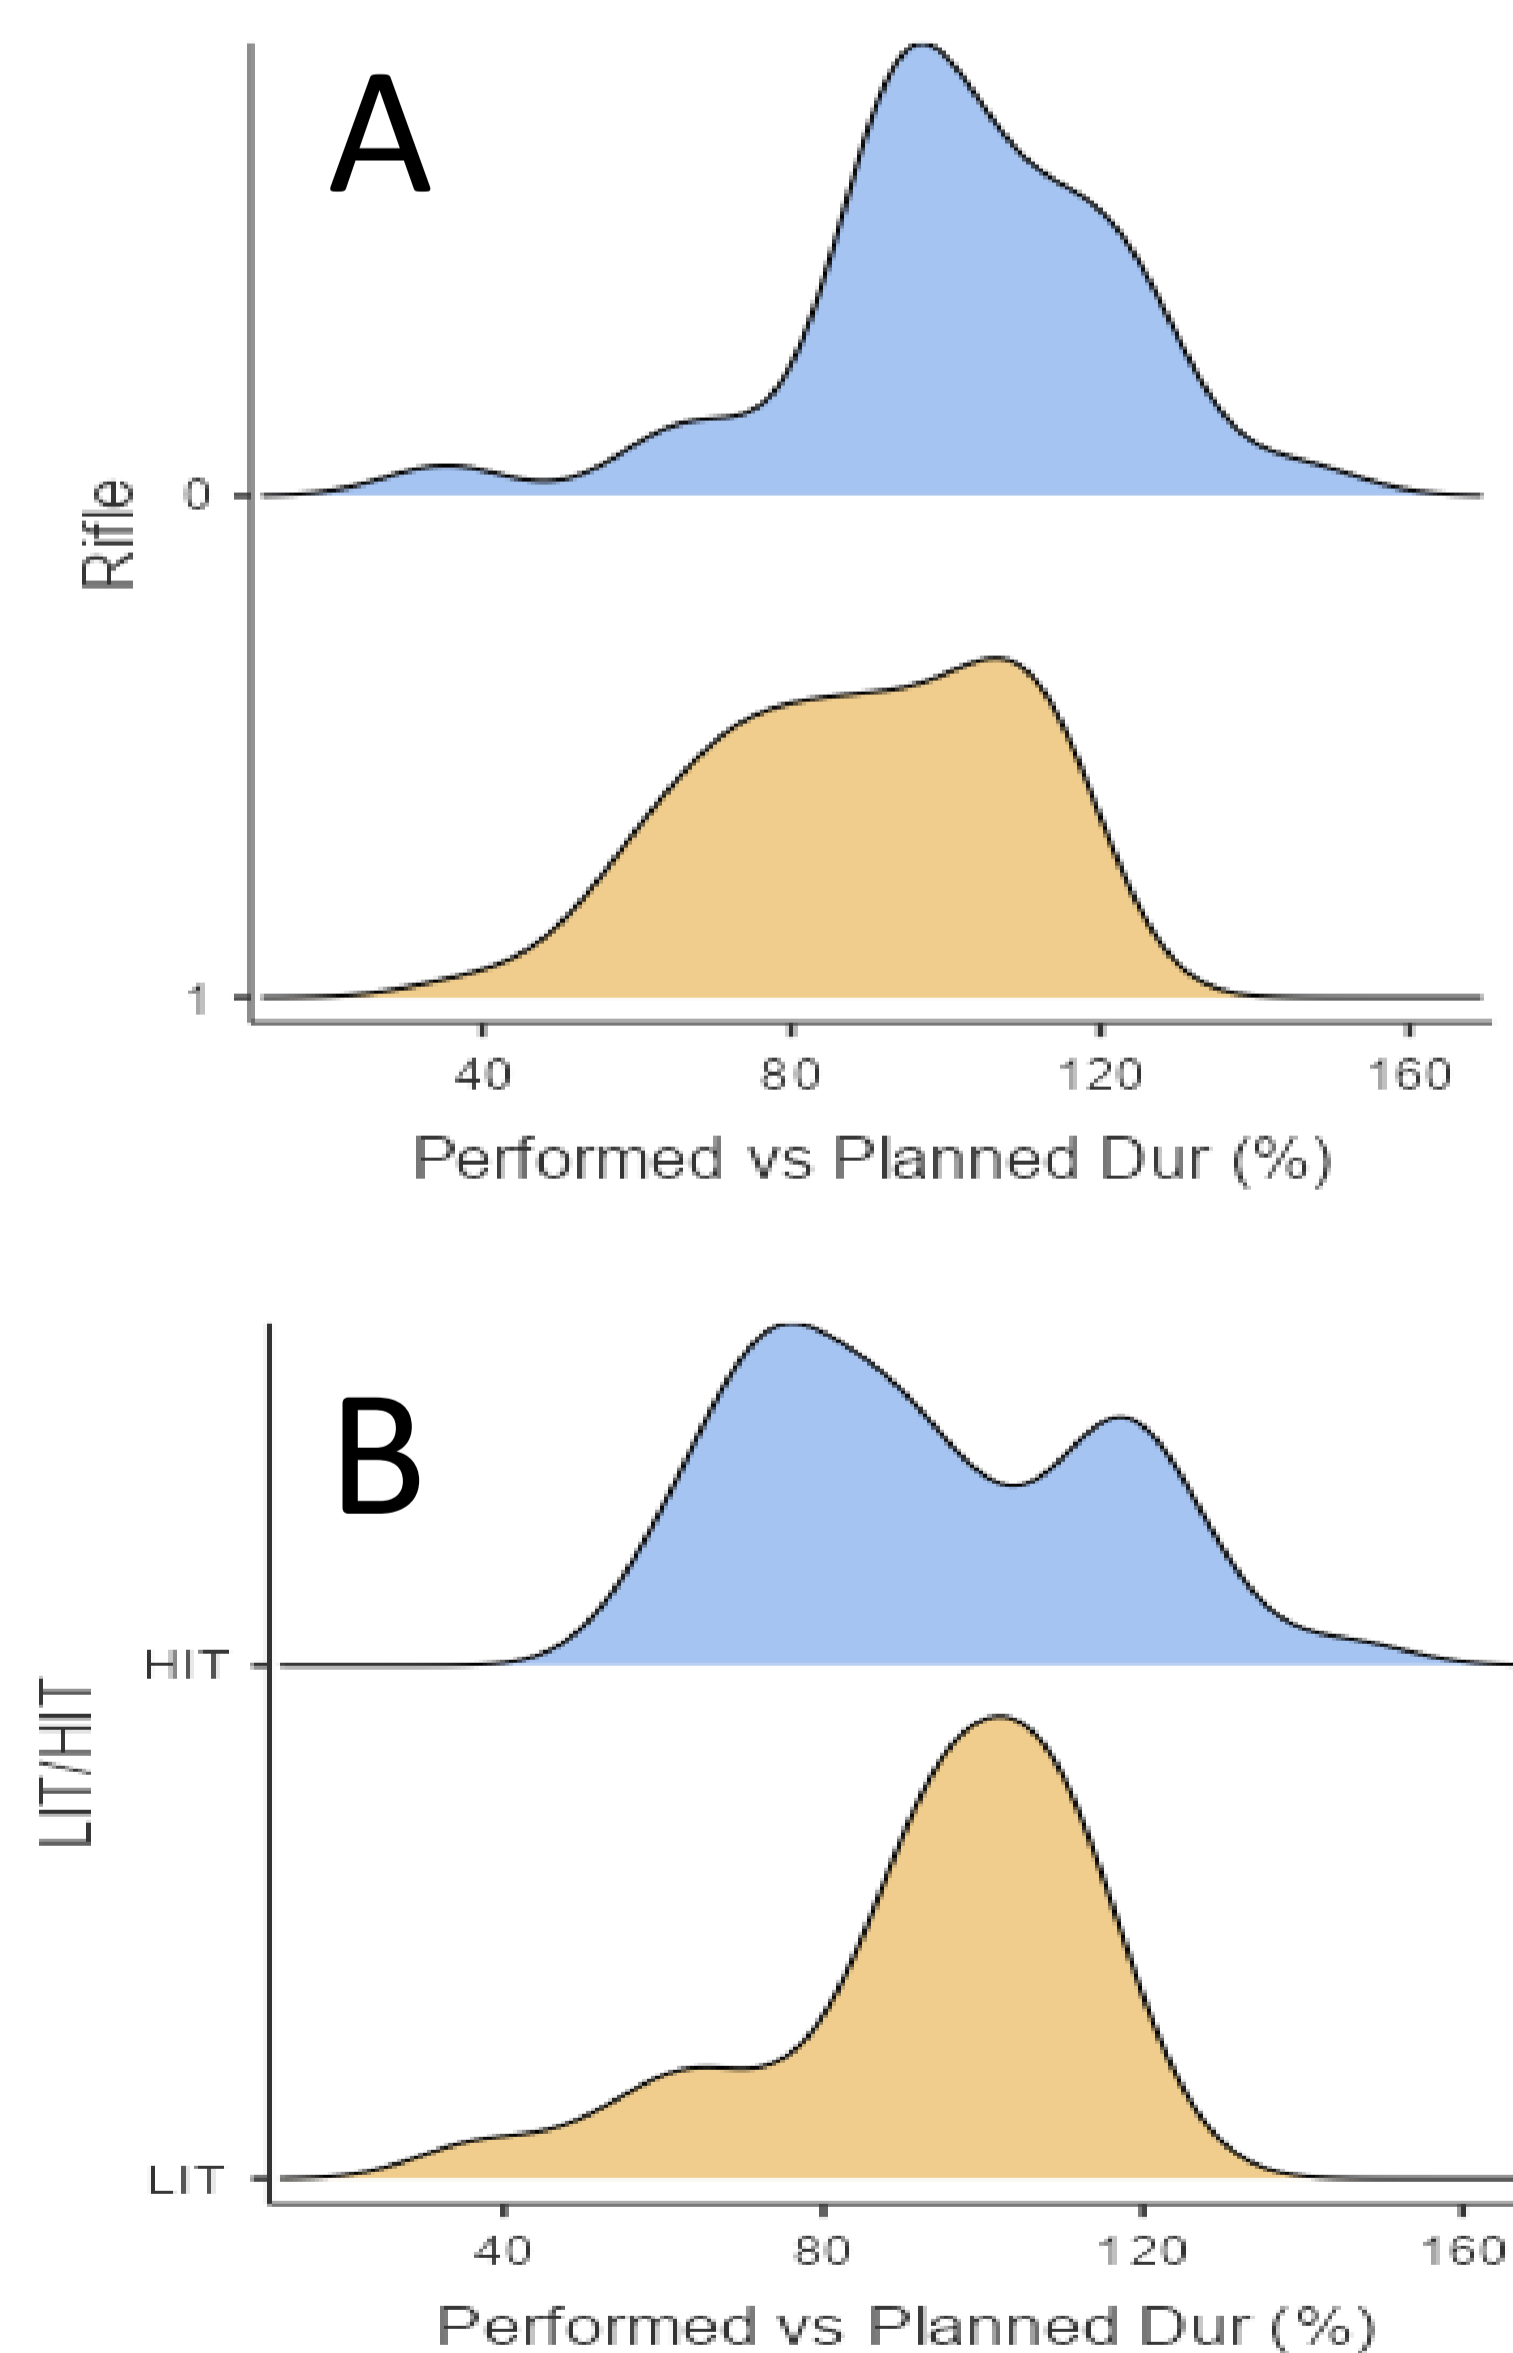 A
Rifle
0
1
40 80 120 160
Performed vs Planned Dur (%)
B
LIT/HIT
HIT
LIT
40 80 120 160
Performed vs Planned Dur (%)